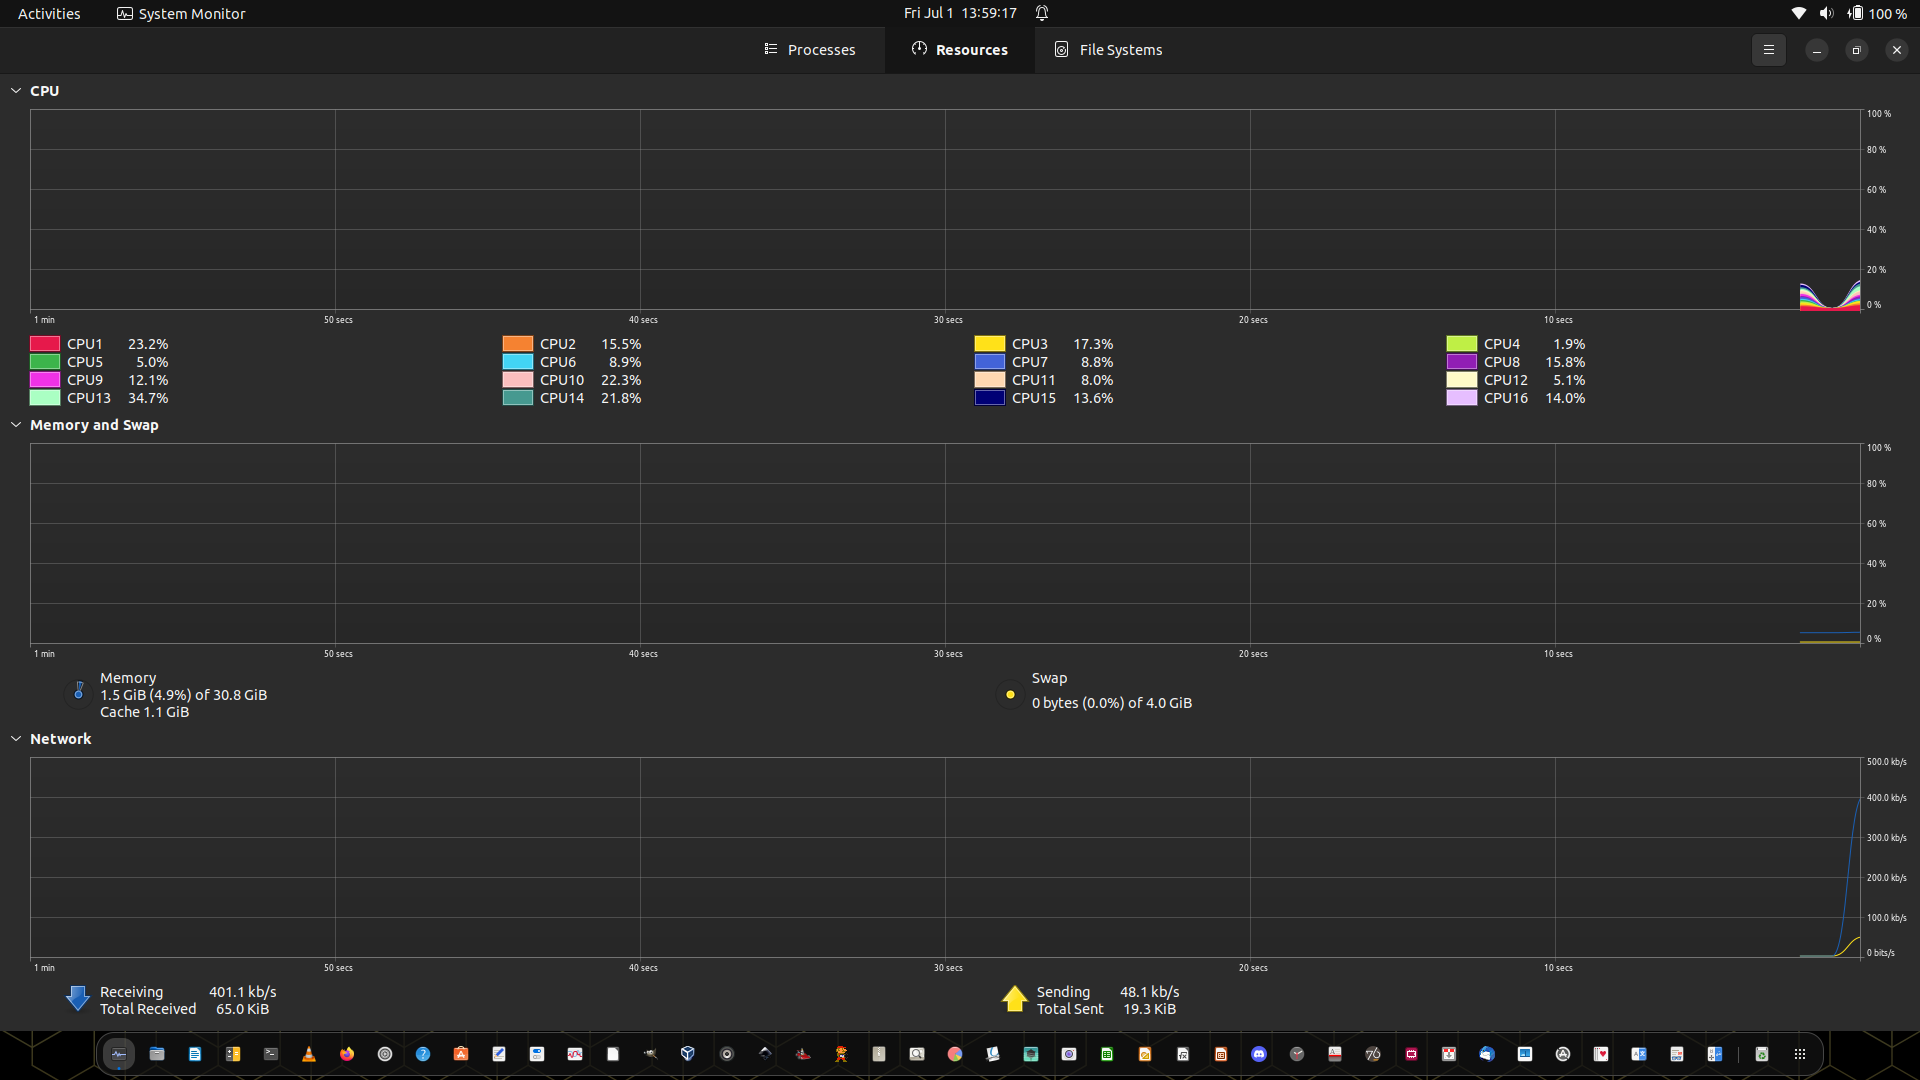 Activities System Monitor Fri Jul 1 13:59:17 100 %
Processes Resources File Systems
CPU
100 %
80 %
60 %
40 %
20 %
0 %
1 min 50 secs 40 secs 30 secs 20 secs 10 secs
CPU1 23.2% CPU2 15.5% CPU3 17.3% CPU4 1.9%
CPU5 5.0% CPU6 8.9% CPU7 8.8% CPU8 15.8%
CPU9 12.1% CPU10 22.3% CPU11 8.0% CPU12 5.1%
CPU13 34.7% CPU14 21.8% CPU15 13.6% CPU16 14.0%
Memory and Swap
100 %
80 %
60 %
40 %
20 %
0 %
1 min 50 secs 40 secs 30 secs 20 secs 10 secs
Memory
1.5 GiB (4.9%) of 30.8 GiB
Cache 1.1 GiB
Swap
0 bytes (0.0%) of 4.0 GiB
Network
500.0 kb/s
400.0 kb/s
300.0 kb/s
200.0 kb/s
100.0 kb/s
0 bits/s
1 min 50 secs 40 secs 30 secs 20 secs 10 secs
Receiving 401.1 kb/s
Total Received 65.0 KiB
Sending 48.1 kb/s
Total Sent 19.3 KiB